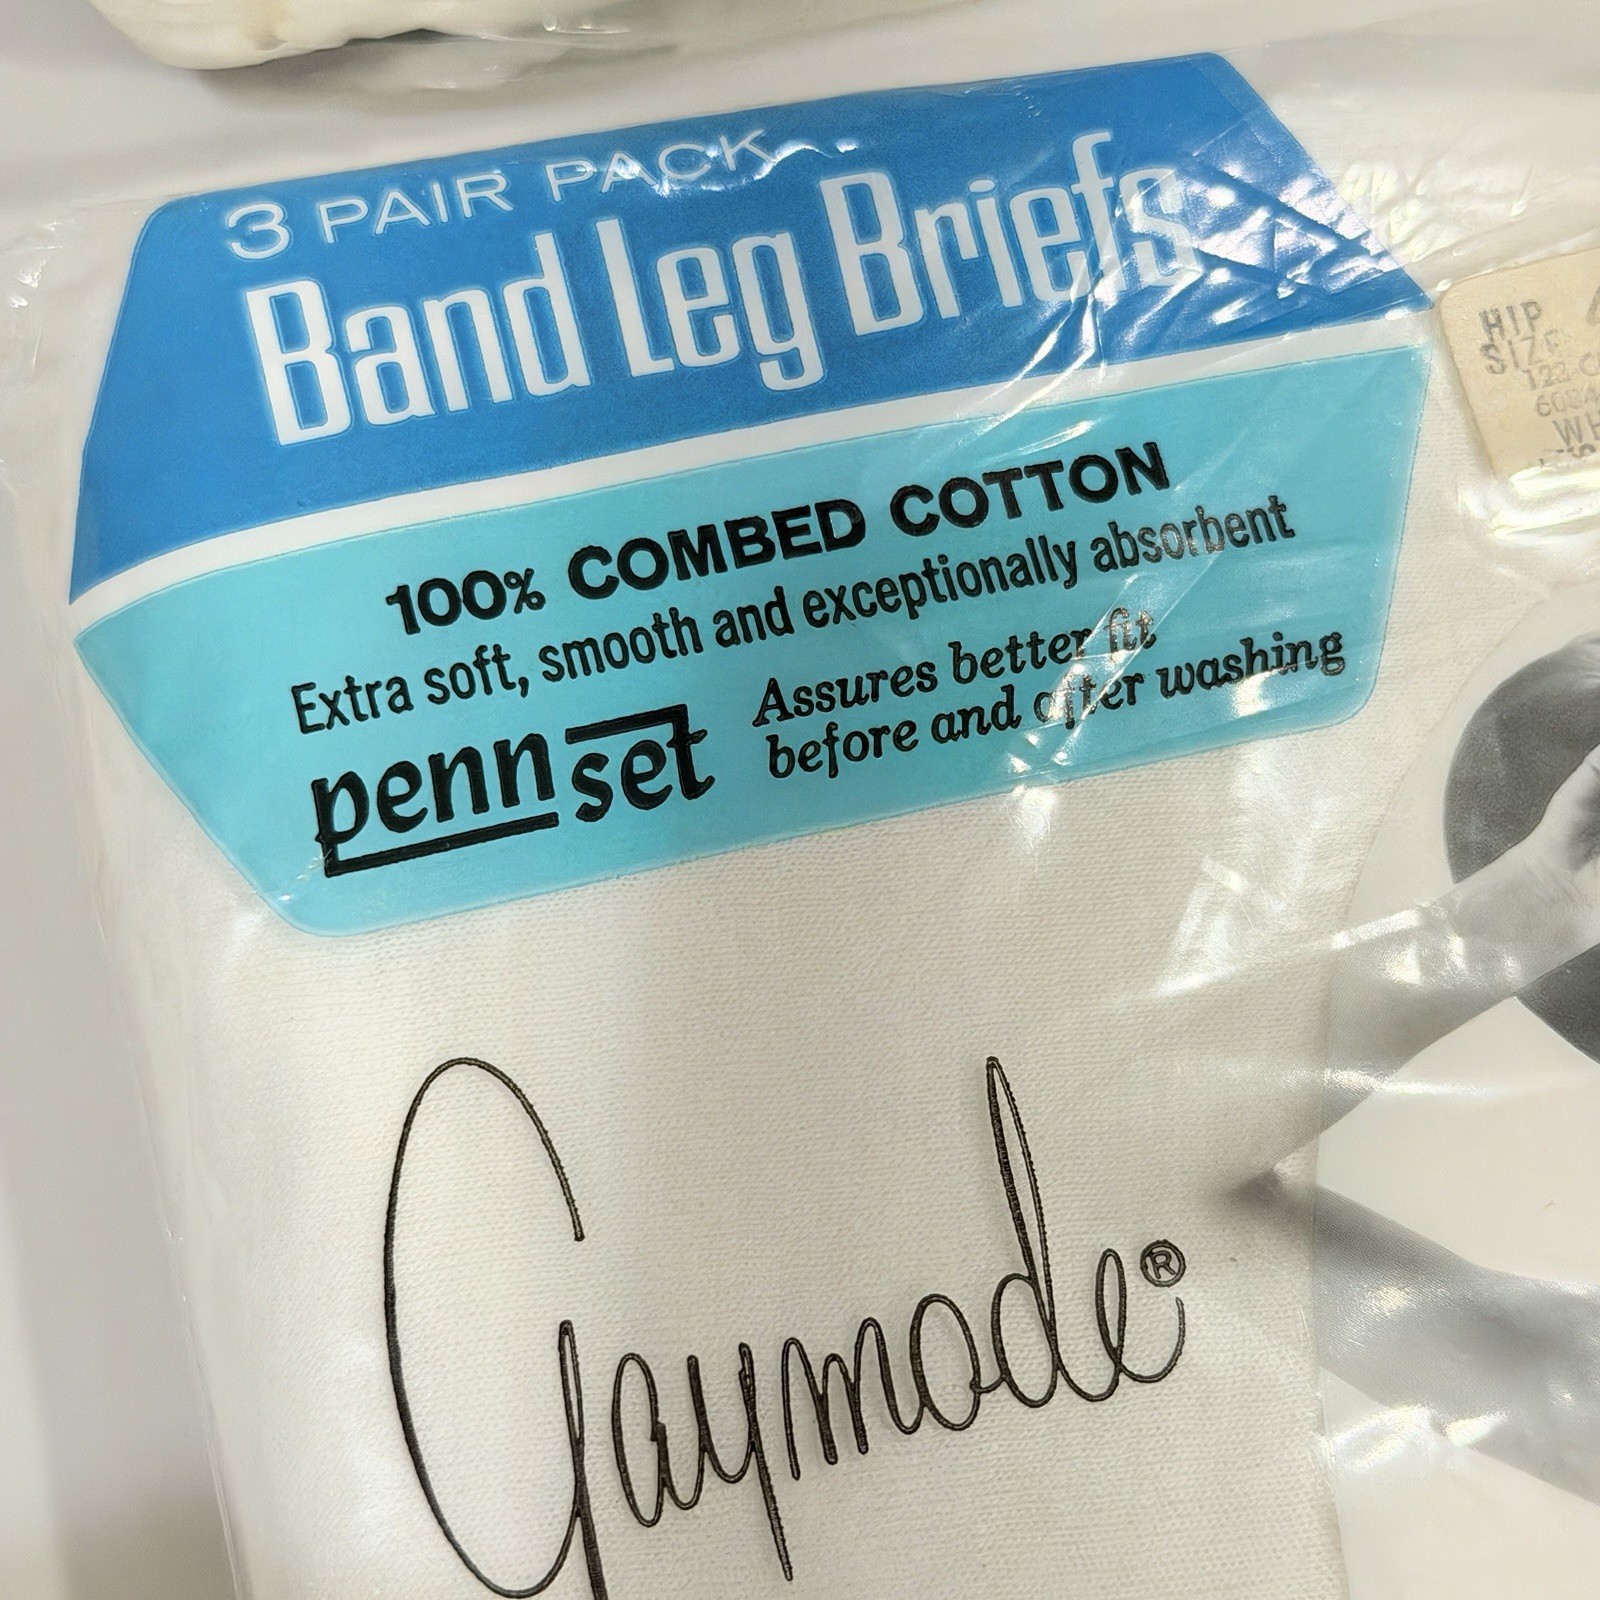 3 PAIR PACK
Band Leg Briefs
100% COMBED COTTON
Extra soft, smooth and exceptionally absorbent
penn set
Assures better fit
before and after washing
HIP
SIZE
Gaymode®